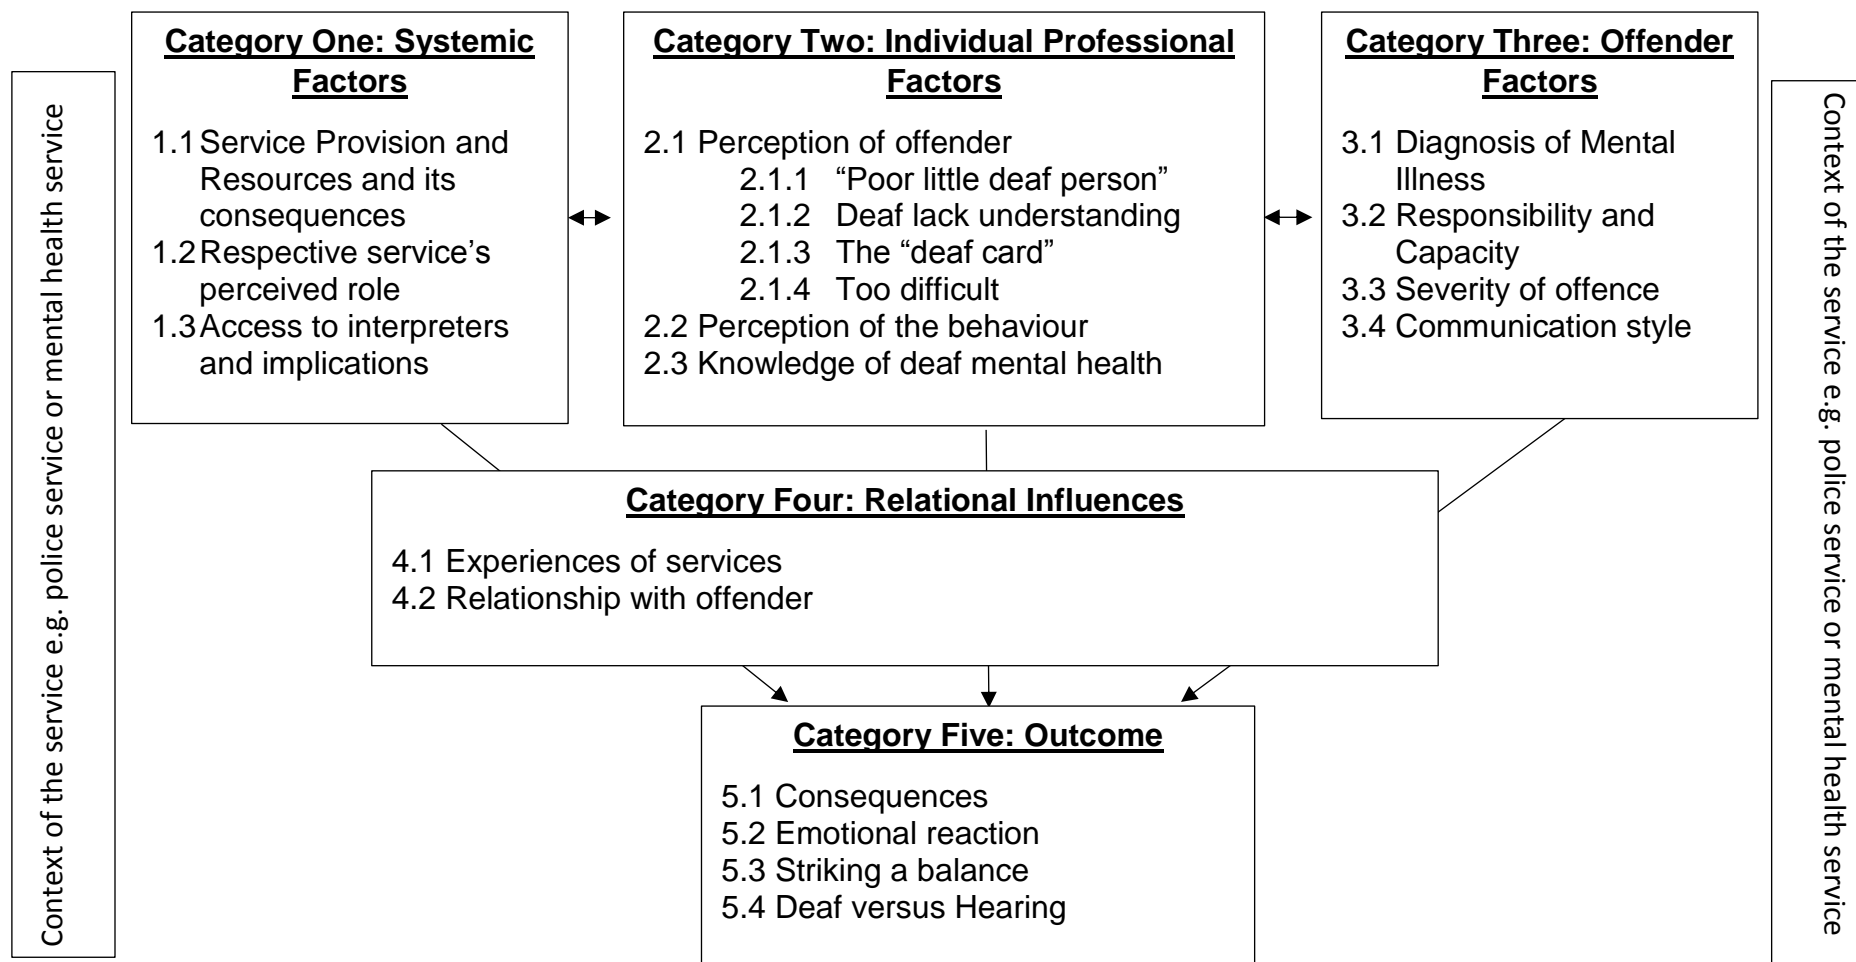 Context of the service e.g. police service or mental health service
Category One: Systemic
Factors
1.1 Service Provision and
Resources and its
consequences
1.2 Respective service’s
perceived role
1.3 Access to interpreters
and implications
Category Two: Individual Professional
Factors
2.1 Perception of offender
2.1.1 “Poor little deaf person”
2.1.2 Deaf lack understanding
2.1.3 The “deaf card”
2.1.4 Too difficult
2.2 Perception of the behaviour
2.3 Knowledge of deaf mental health
Category Three: Offender
Factors
3.1 Diagnosis of Mental
Illness
3.2 Responsibility and
Capacity
3.3 Severity of offence
3.4 Communication style
Context of the service e.g. police service or mental health service
Category Four: Relational Influences
4.1 Experiences of services
4.2 Relationship with offender
Category Five: Outcome
5.1 Consequences
5.2 Emotional reaction
5.3 Striking a balance
5.4 Deaf versus Hearing